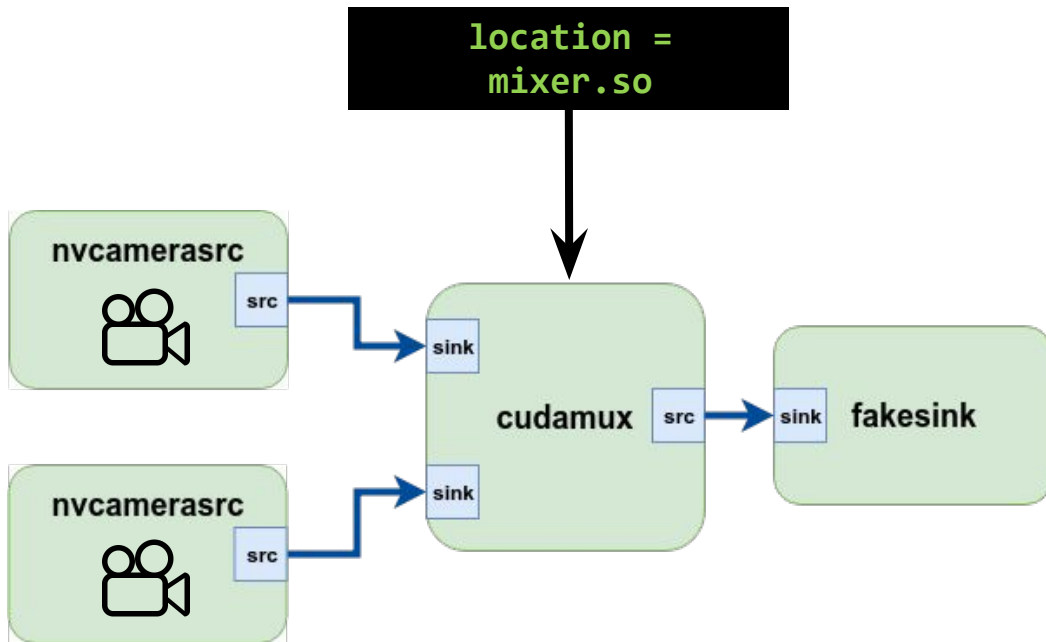 location =
mixer.so
nvcamerasrc
src
sink
cudamux
src
sink
fakesink
sink
nvcamerasrc
src